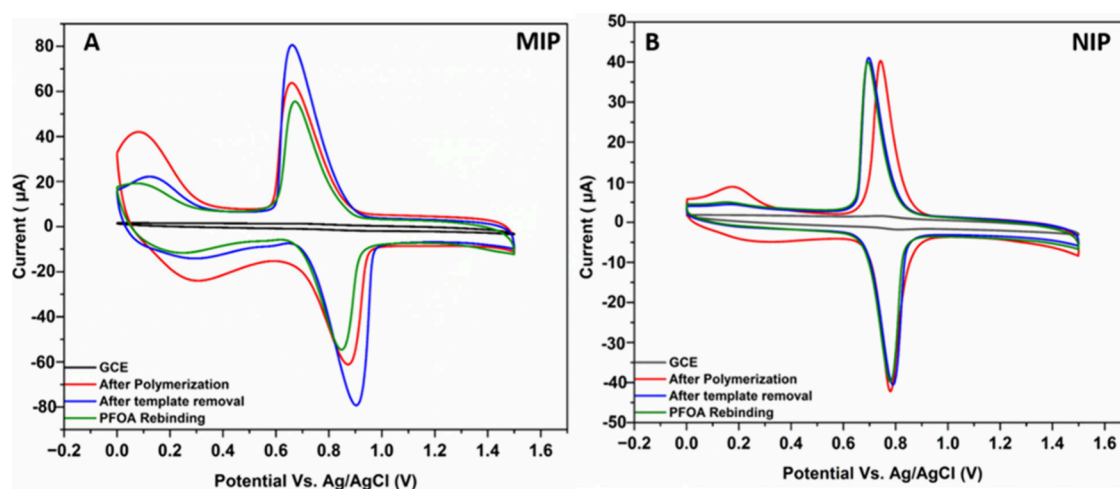 A
MIP
Current ( μA)
80
60
40
20
0
-20
-40
-60
-80
GCE
After Polymerization
After template removal
PFOA Rebinding
−0.2 0.0 0.2 0.4 0.6 0.8 1.0 1.2 1.4 1.6
Potential Vs. Ag/AgCl (V)
B
NIP
Current ( μA)
50
40
30
20
10
0
-10
-20
-30
-40
-50
GCE
After Polymerization
After template removal
PFOA Rebinding
−0.2 0.0 0.2 0.4 0.6 0.8 1.0 1.2 1.4 1.6
Potential Vs. Ag/AgCl (V)